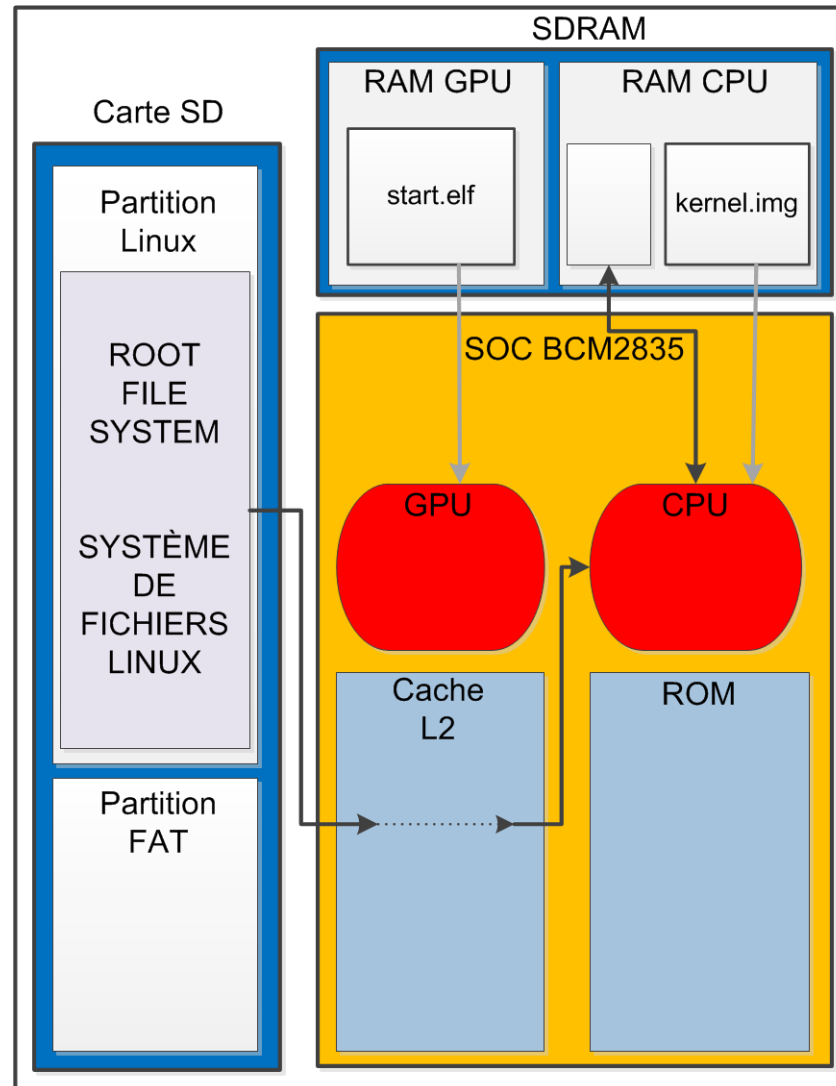 SDRAM
RAM GPU
RAM CPU
start.elf
kernel.img
Carte SD
Partition
Linux
ROOT
FILE
SYSTEM
SYSTÈME
DE
FICHIERS
LINUX
Partition
FAT
SOC BCM2835
GPU
CPU
Cache
L2
ROM